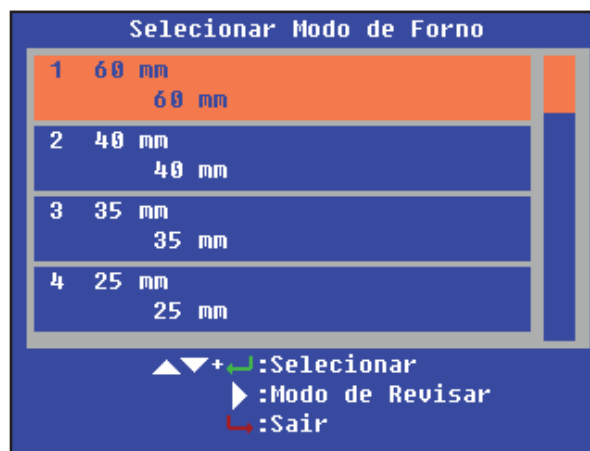 Selecionar Modo de Forno
1 60 mm
60 mm
2 40 mm
40 mm
3 35 mm
35 mm
4 25 mm
25 mm
▲▼+↵:Selecionar
▶:Modo de Revisar
↳:Sair